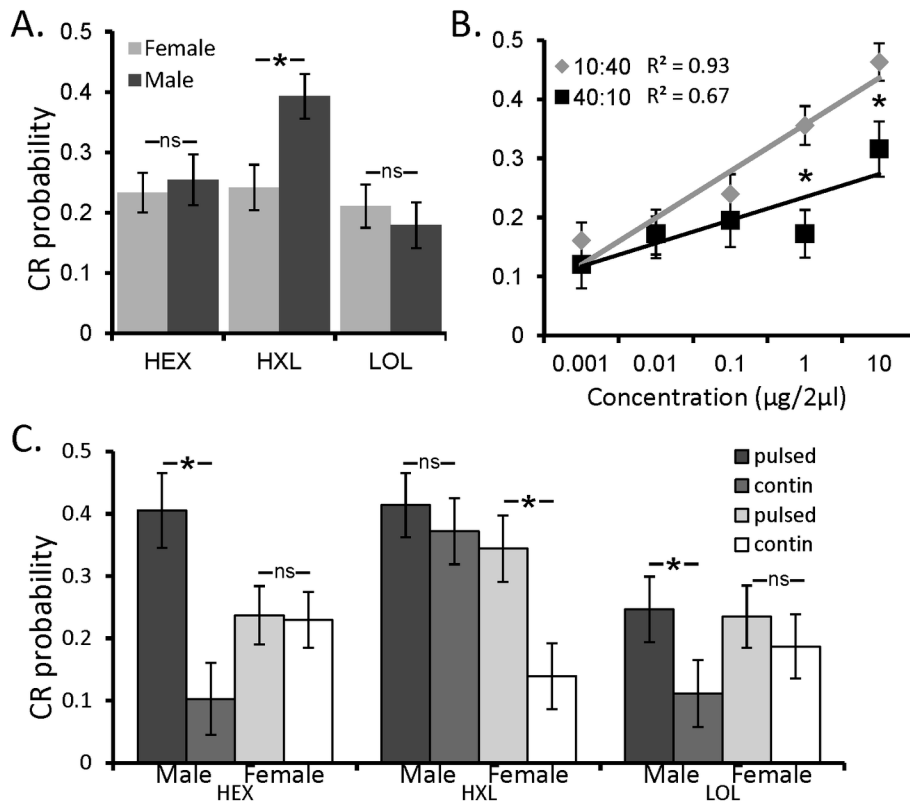 A.
Female
Male
*
ns
ns
CR probability
0.5
0.4
0.3
0.2
0.1
0
HEX HXL LOL
B.
10:40 R² = 0.93
40:10 R² = 0.67
*
*
0.5
0.4
0.3
0.2
0.1
0
0.001 0.01 0.1 1 10
Concentration (μg/2μl)
C.
pulsed
contin
pulsed
contin
*
ns
ns
*
*
ns
CR probability
0.5
0.4
0.3
0.2
0.1
0
Male Female Male Female Male Female
HEX HXL LOL